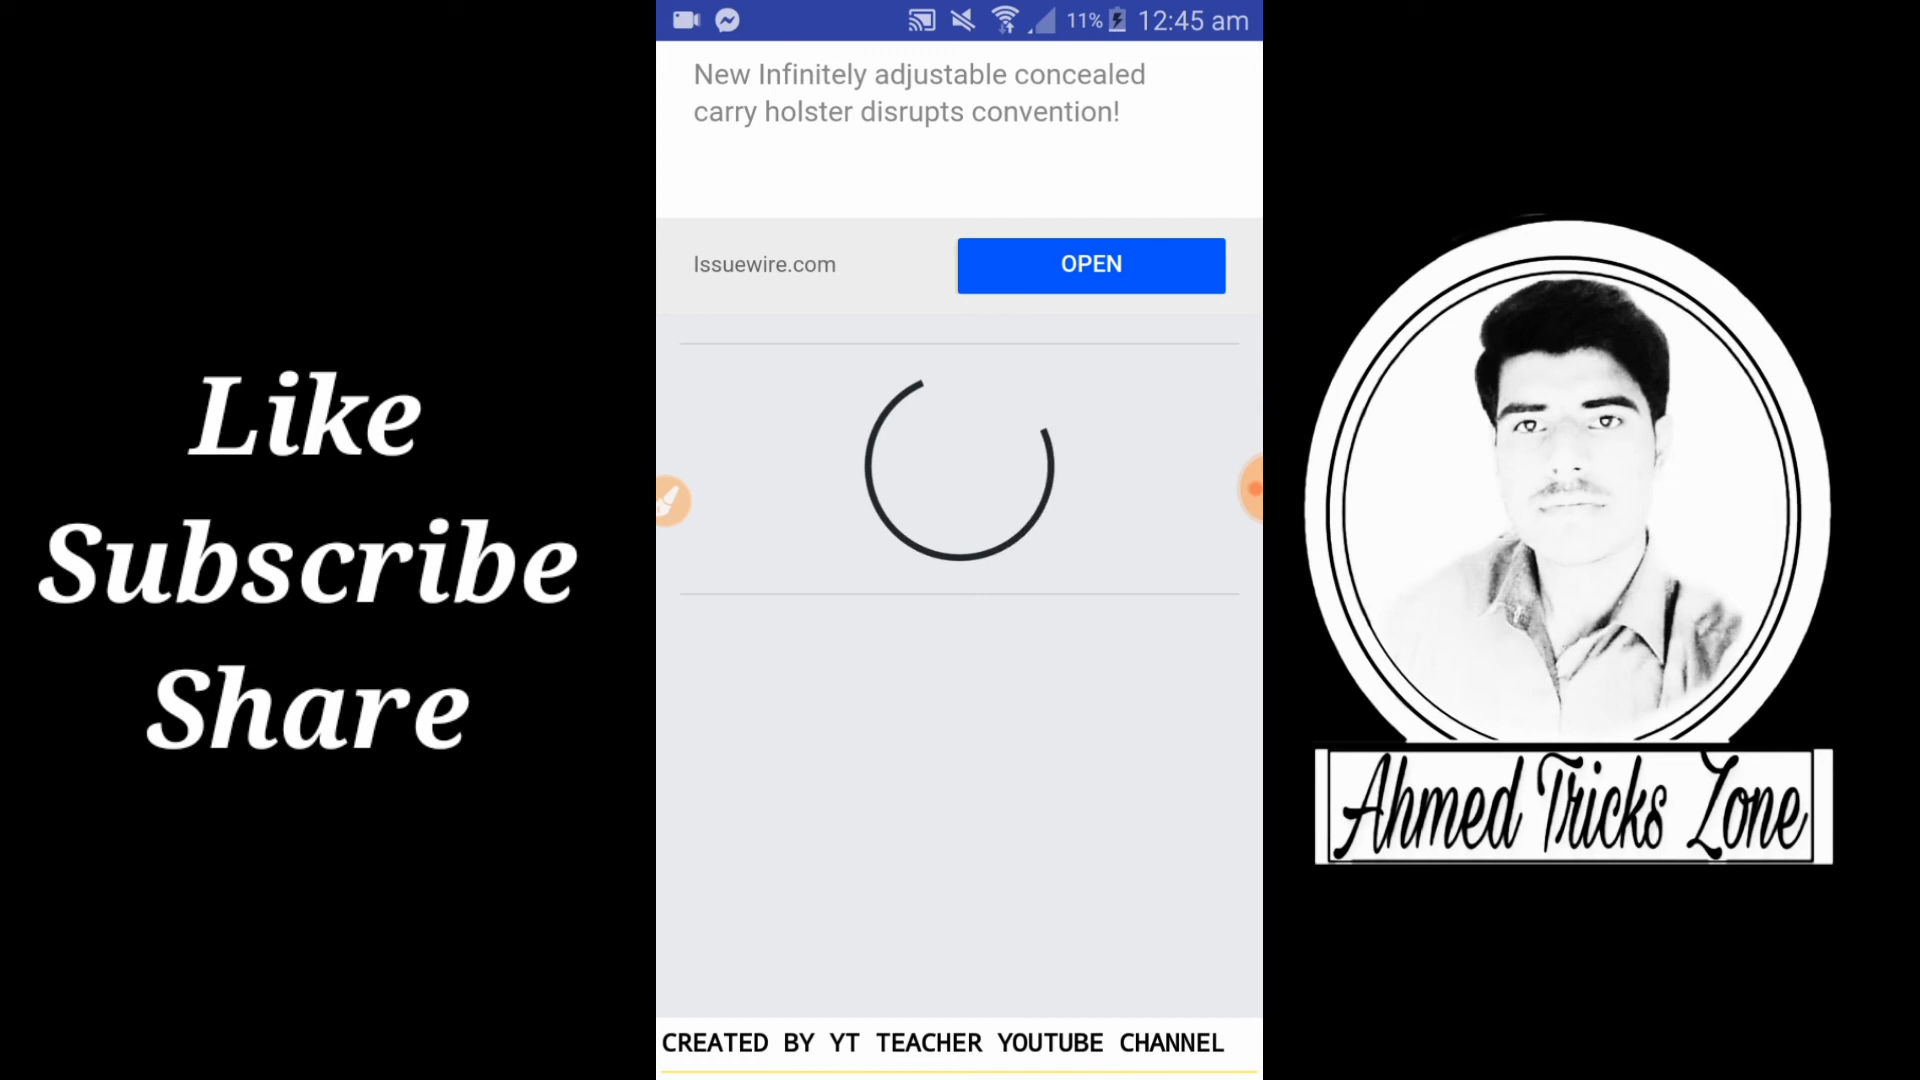 11% 12:45 am
New Infinitely adjustable concealed
carry holster disrupts convention!
Issuewire.com
OPEN
Like
Subscribe
Share
Ahmed Tricks Zone
CREATED BY YT TEACHER YOUTUBE CHANNEL